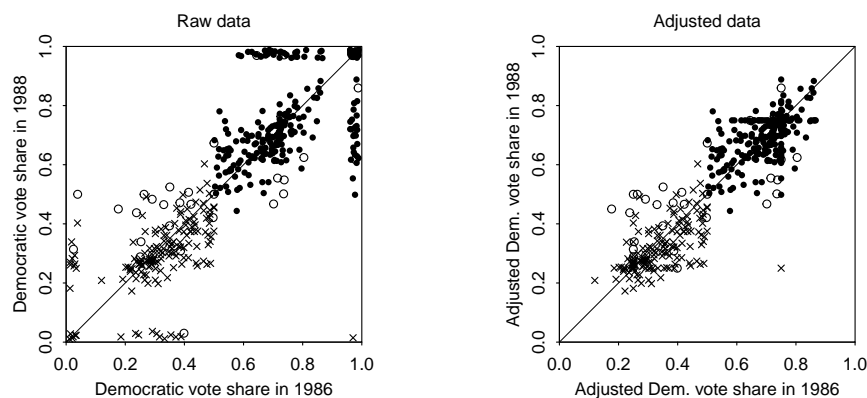 Raw data
Democratic vote share in 1988
1.0
0.8
0.6
0.4
0.2
0.0
0.0 0.2 0.4 0.6 0.8 1.0
Democratic vote share in 1986
Adjusted data
Adjusted Dem. vote share in 1988
1.0
0.8
0.6
0.4
0.2
0.0
0.0 0.2 0.4 0.6 0.8 1.0
Adjusted Dem. vote share in 1986